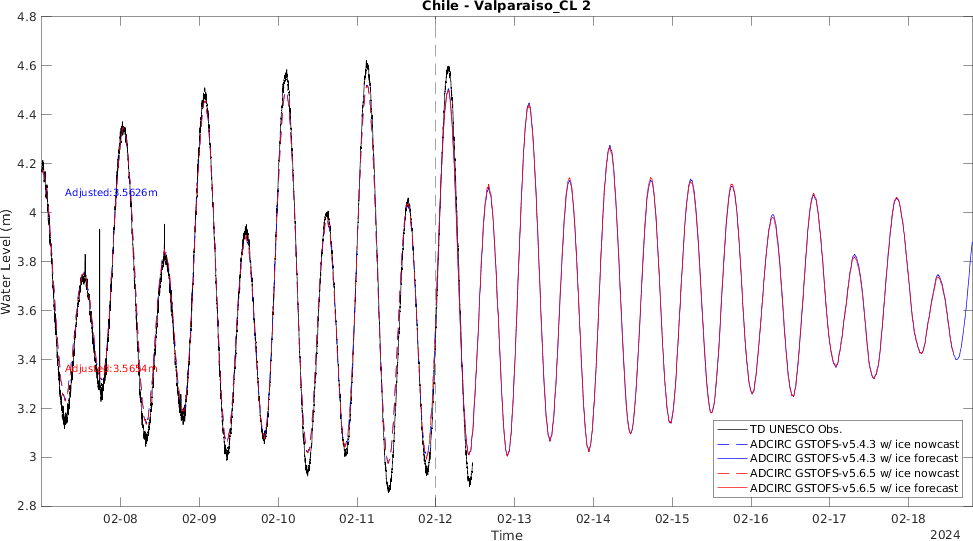 Chile - Valparaiso_CL 2
4.8
4.6
4.4
4.2
4
3.8
3.6
3.4
3.2
3
2.8
Water Level (m)
Adjusted:3.5626m
Adjusted:3.5654m
TD UNESCO Obs.
ADCIRC GSTOFS-v5.4.3 w/ ice nowcast
ADCIRC GSTOFS-v5.4.3 w/ ice forecast
ADCIRC GSTOFS-v5.6.5 w/ ice nowcast
ADCIRC GSTOFS-v5.6.5 w/ ice forecast
02-08 02-09 02-10 02-11 02-12 02-13 02-14 02-15 02-16 02-17 02-18
Time
2024